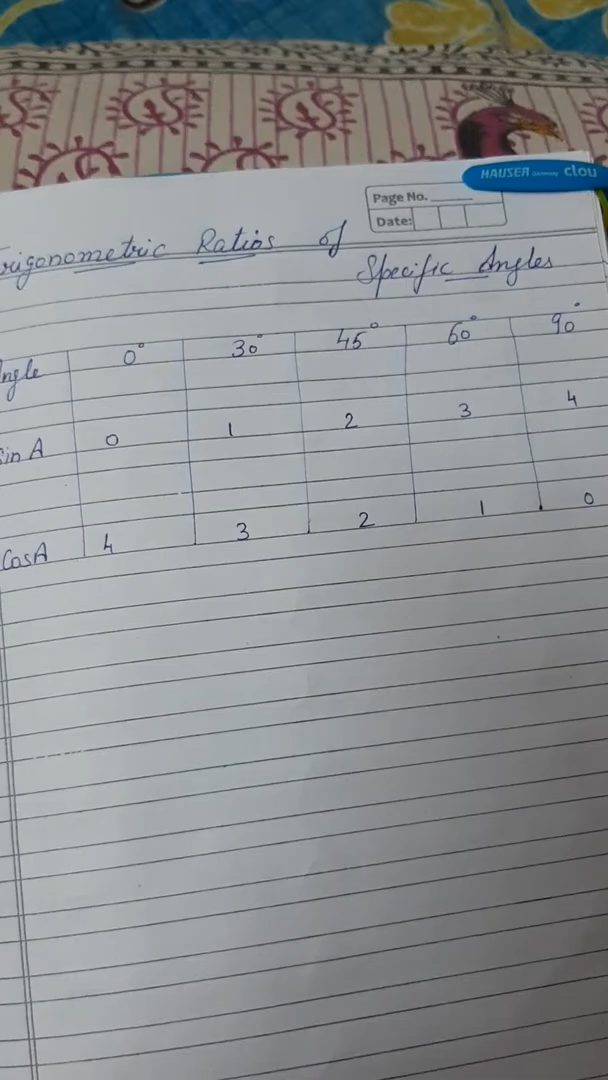 HAUSER clou
Page No.
Date:
rigonometric Ratios of
Specific Angles
ngle 0° 30° 45° 60° 90°
sin A 0 1 2 3 4
CosA 4 3 2 1 0